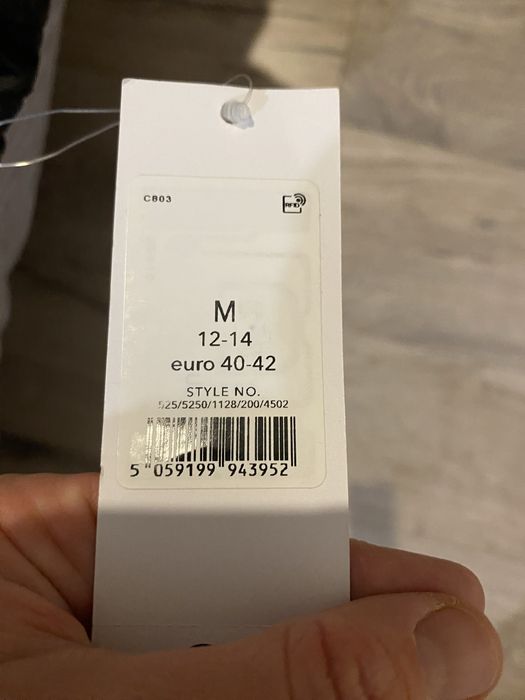 C803
RFID
M
12-14
euro 40-42
STYLE NO.
525/5250/1128/200/4502
5 059199 943952